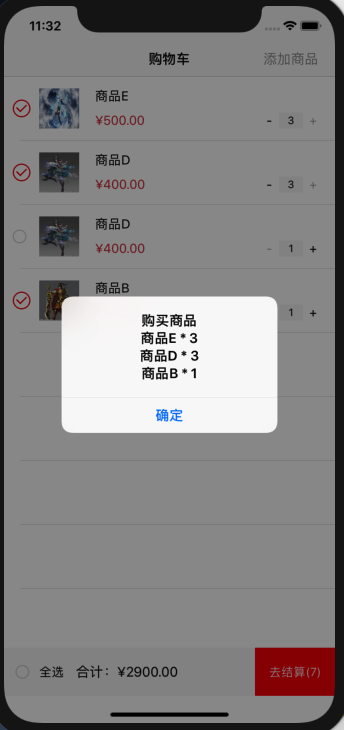 11:32
购物车 添加商品
商品E
¥500.00 - 3 +
商品D
¥400.00 - 3 +
商品D
¥400.00 - 1 +
商品B
1 +
购买商品
商品E * 3
商品D * 3
商品B * 1
确定
全选 合计：¥2900.00 去结算(7)